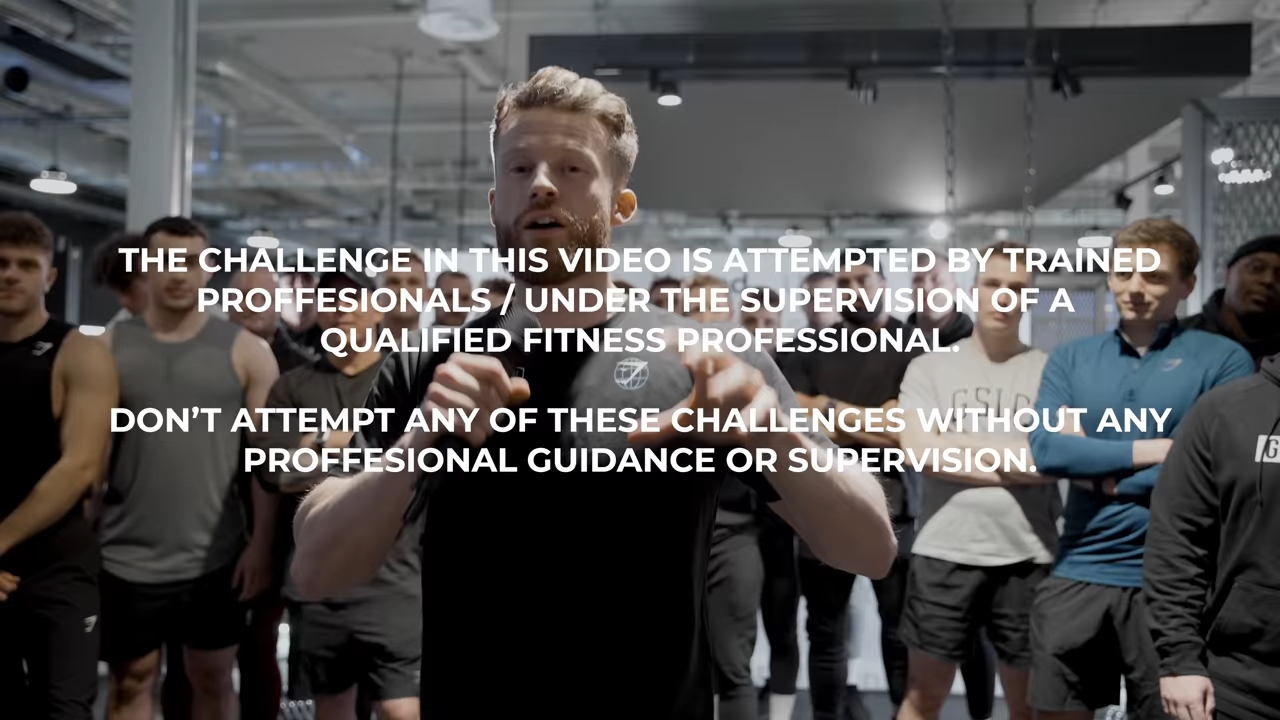 THE CHALLENGE IN THIS VIDEO IS ATTEMPTED BY TRAINED
PROFFESIONALS / UNDER THE SUPERVISION OF A
QUALIFIED FITNESS PROFESSIONAL.
DON'T ATTEMPT ANY OF THESE CHALLENGES WITHOUT ANY
PROFFESIONAL GUIDANCE OR SUPERVISION.